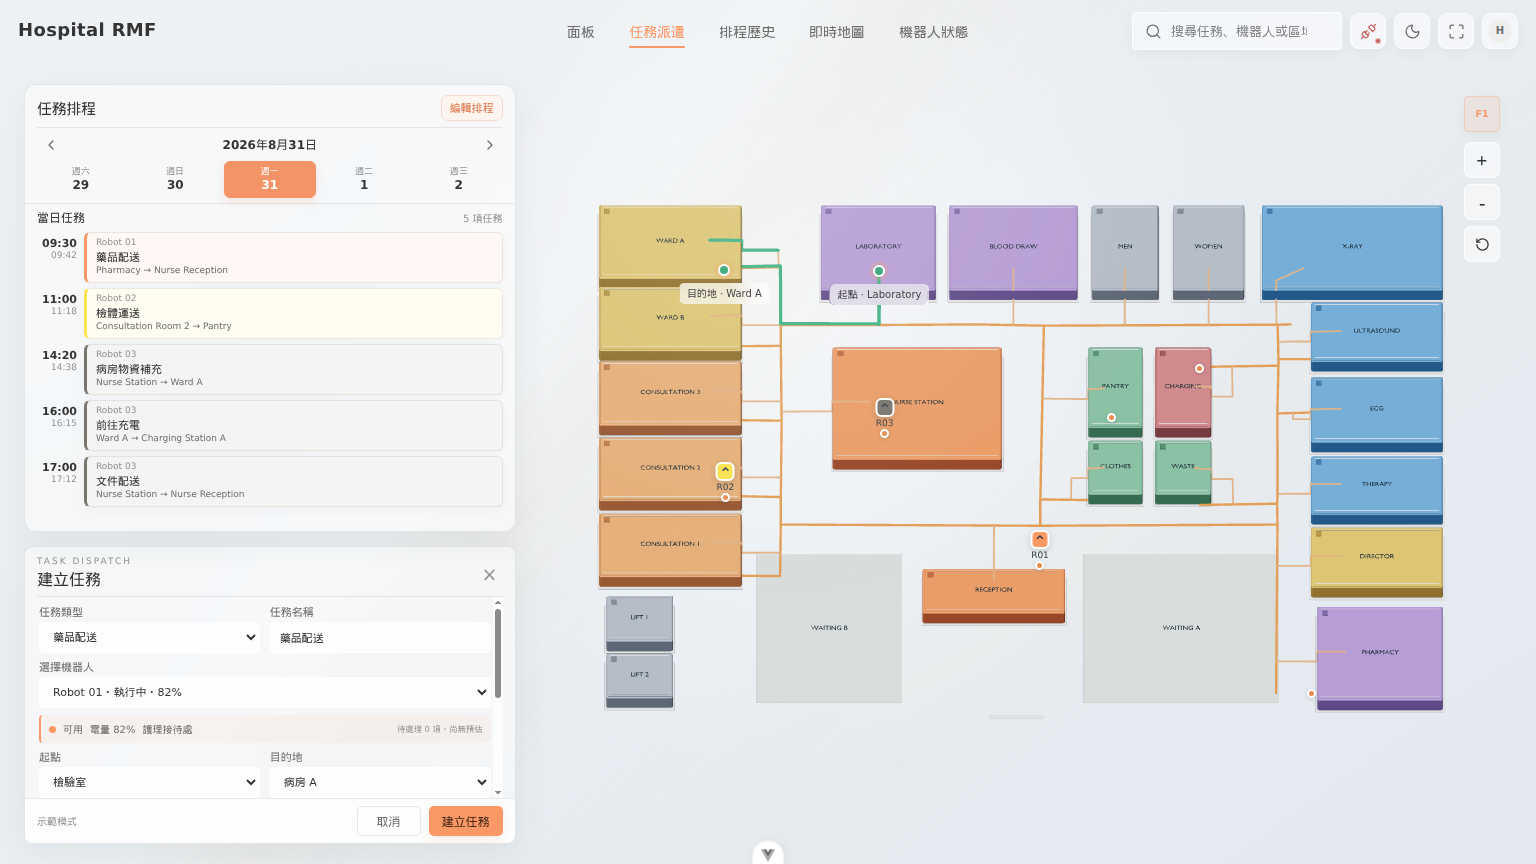 Hospital RMF
面板
任務派遣
排程歷史
即時地圖
機器人狀態
搜尋任務、機器人或區域
H
任務排程
編輯排程
2026年8月31日
週六
29
週日
30
週一
31
週二
1
週三
2
當日任務
5 項任務
09:30
09:42
Robot 01
藥品配送
Pharmacy → Nurse Reception
11:00
11:18
Robot 02
檢體運送
Consultation Room 2 → Pantry
14:20
14:38
Robot 03
病房物資補充
Nurse Station → Ward A
16:00
16:15
Robot 03
前往充電
Ward A → Charging Station A
17:00
17:12
Robot 03
文件配送
Nurse Station → Nurse Reception
TASK DISPATCH
建立任務
任務類型
任務名稱
藥品配送
藥品配送
選擇機器人
Robot 01・執行中・82%
可用 電量 82% 護理接待處
待處理 0 項・尚無預估
起點
目的地
檢驗室
病房 A
示範模式
取消
建立任務
F1
+
-
WARD A
目的地 · Ward A
WARD B
CONSULTATION 3
CONSULTATION 2
R02
CONSULTATION 1
LIFT 1
LIFT 2
LABORATORY
起點 · Laboratory
BLOOD DRAW
MEN
WOMEN
X-RAY
ULTRASOUND
ECG
THERAPY
DIRECTOR
PHARMACY
NURSE STATION
R03
PANTRY
CHARGING
CLOTHES
WASTE
R01
RECEPTION
WAITING B
WAITING A